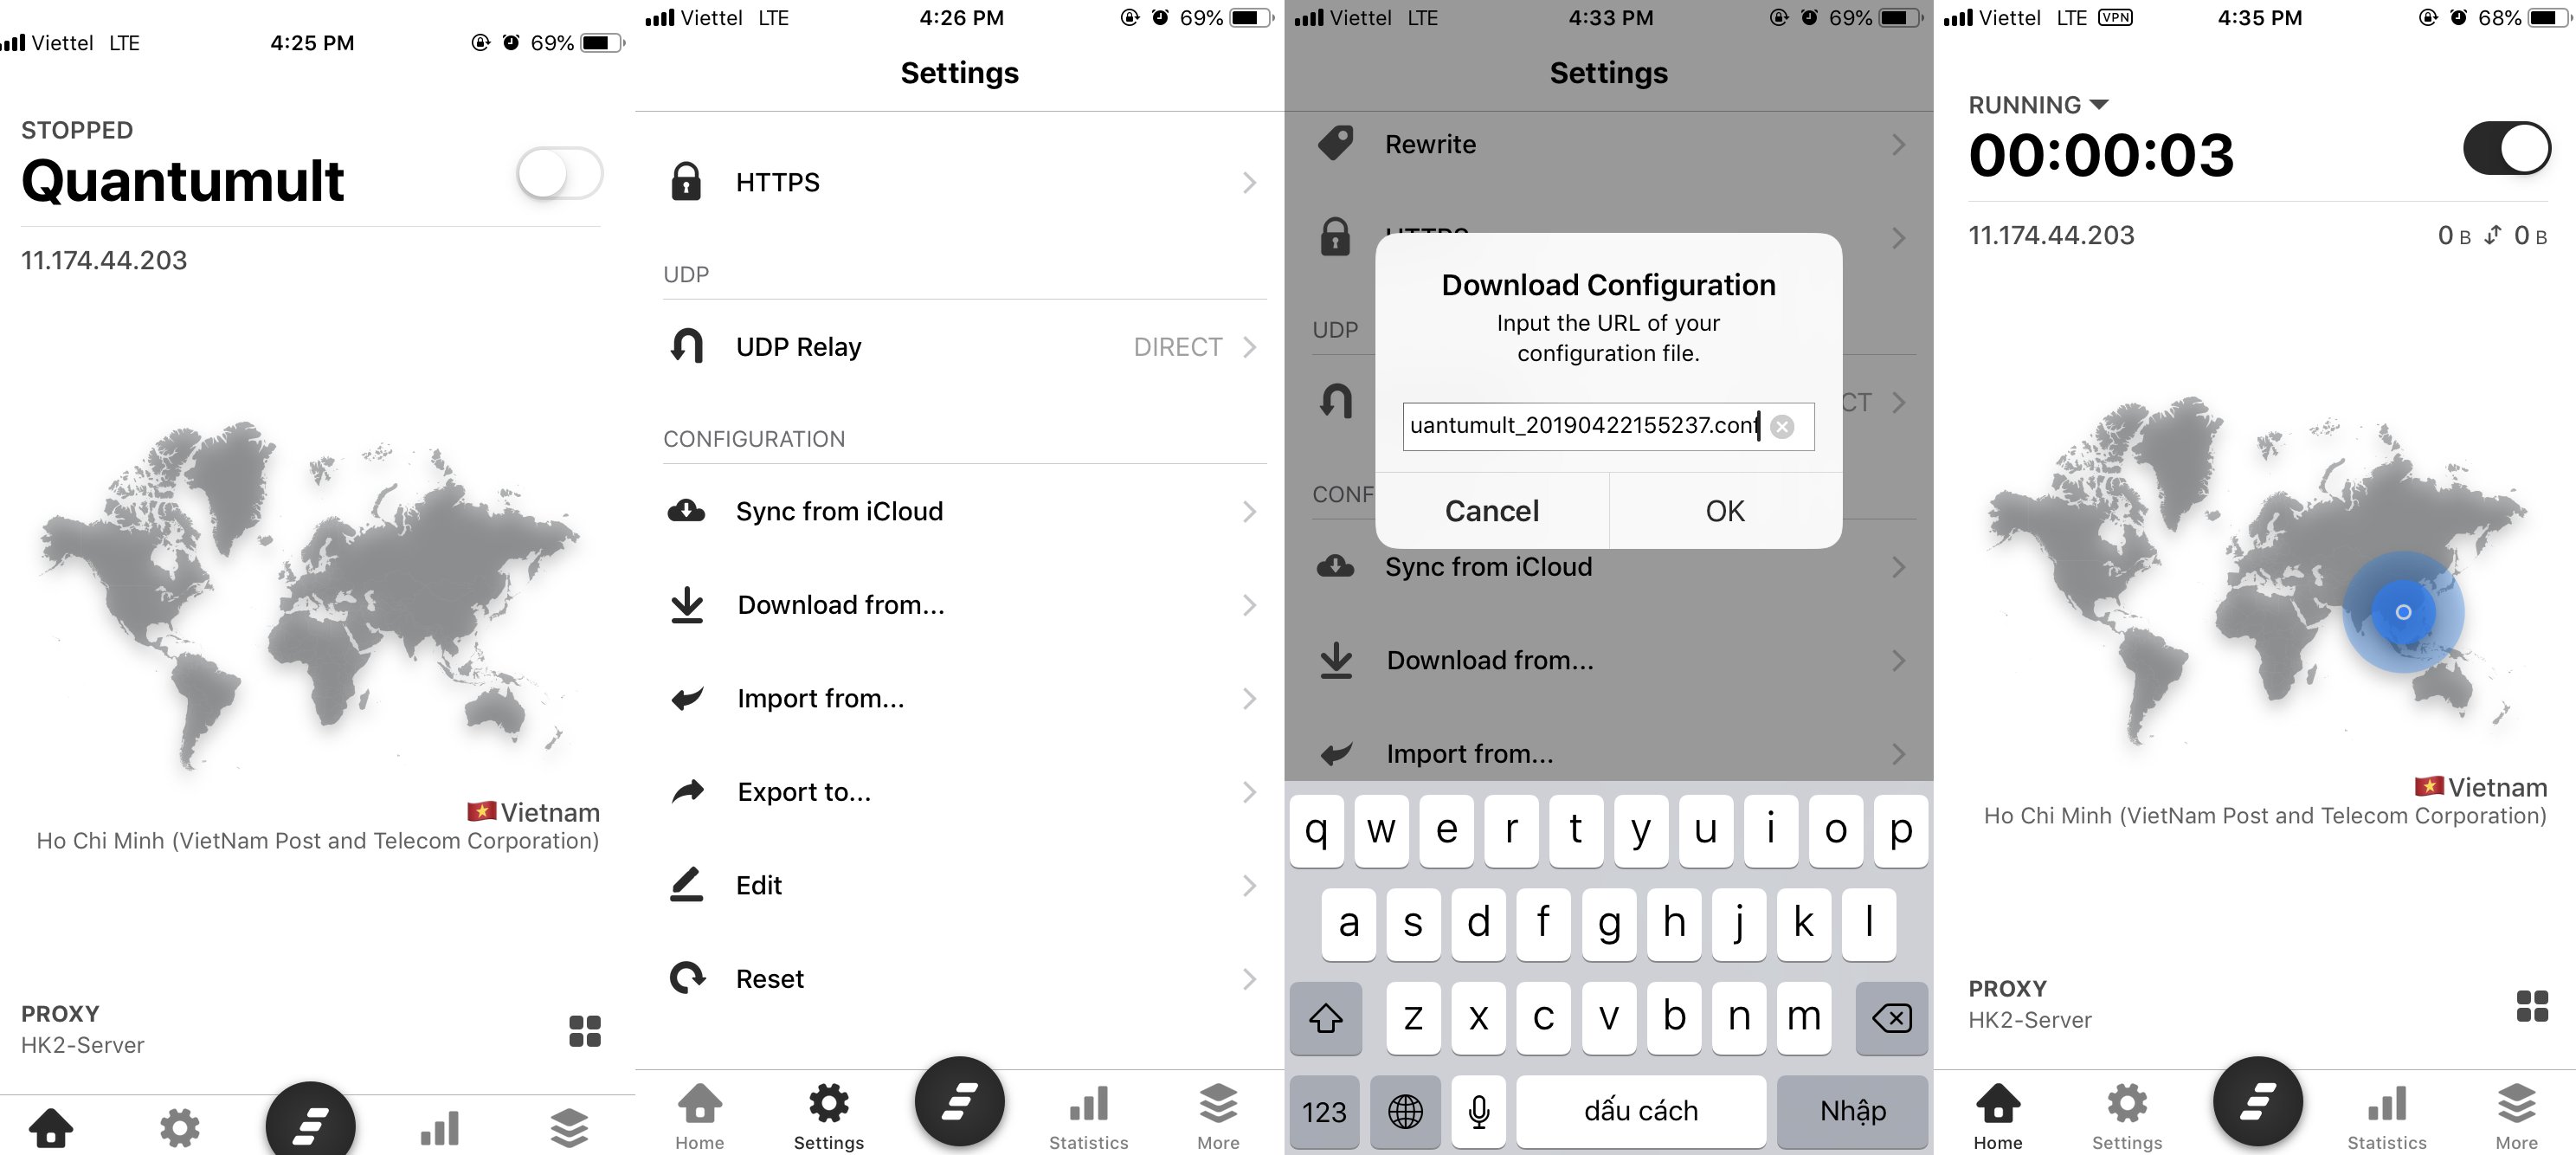 Viettel LTE 4:25 PM 69%
STOPPED
Quantumult
11.174.44.203
Vietnam
Ho Chi Minh (VietNam Post and Telecom Corporation)
PROXY
HK2-Server
Viettel LTE 4:26 PM 69%
Settings
HTTPS
UDP
UDP Relay DIRECT
CONFIGURATION
Sync from iCloud
Download from...
Import from...
Export to...
Edit
Reset
Home Settings Statistics More
Viettel LTE 4:33 PM 69%
Settings
Rewrite
Download Configuration
Input the URL of your
configuration file.
UDP
uantumult_20190422155237.conf
CT
CONF
Cancel OK
Sync from iCloud
Download from...
Import from...
q w e r t y u i o p
a s d f g h j k l
z x c v b n m
123 dấu cách Nhập
Viettel LTE VPN 4:35 PM 68%
RUNNING
00:00:03
11.174.44.203 0 B 0 B
Vietnam
Ho Chi Minh (VietNam Post and Telecom Corporation)
PROXY
HK2-Server
Home Settings Statistics More